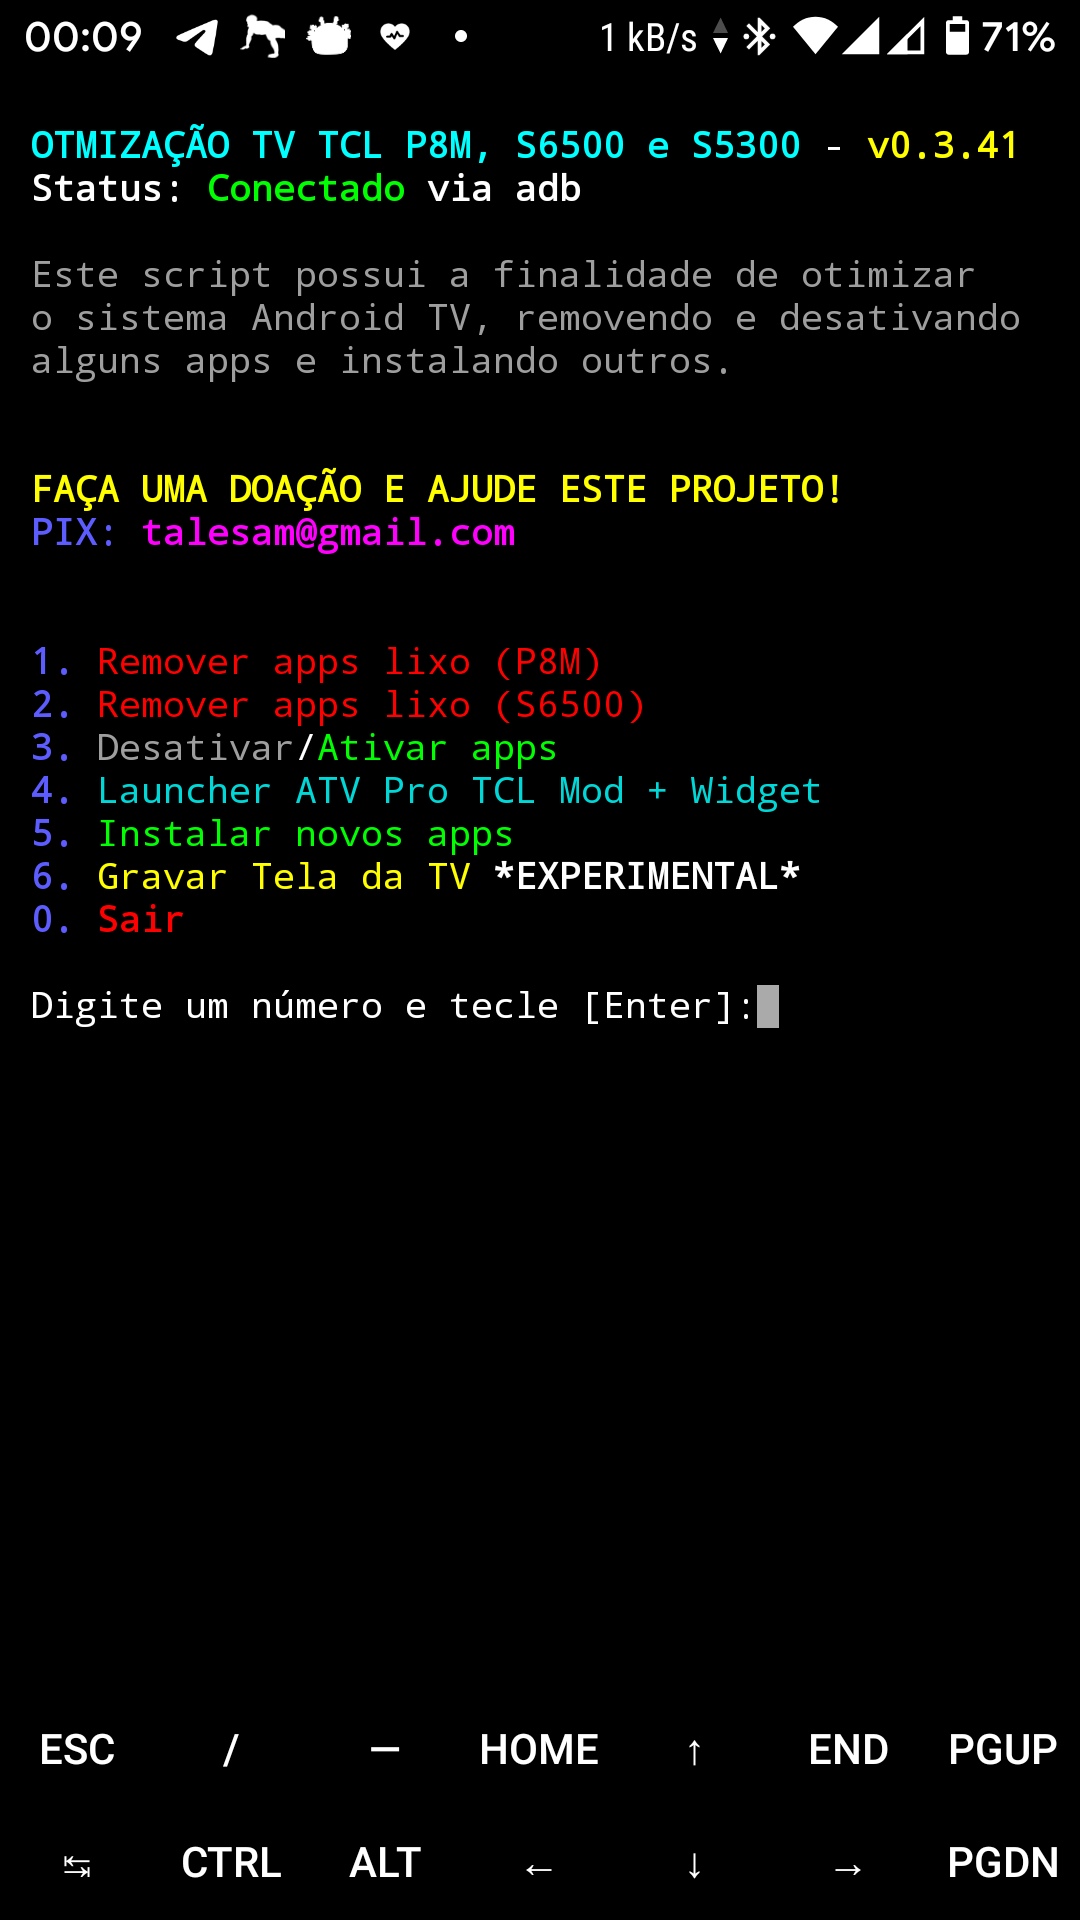 00:09 1 kB/s 71%
OTMIZAÇÃO TV TCL P8M, S6500 e S5300 - v0.3.41
Status: Conectado via adb
Este script possui a finalidade de otimizar
o sistema Android TV, removendo e desativando
alguns apps e instalando outros.
FAÇA UMA DOAÇÃO E AJUDE ESTE PROJETO!
PIX: talesam@gmail.com
1. Remover apps lixo (P8M)
2. Remover apps lixo (S6500)
3. Desativar/Ativar apps
4. Launcher ATV Pro TCL Mod + Widget
5. Instalar novos apps
6. Gravar Tela da TV *EXPERIMENTAL*
0. Sair
Digite um número e tecle [Enter]:
ESC / — HOME ↑ END PGUP
↹ CTRL ALT ← ↓ → PGDN